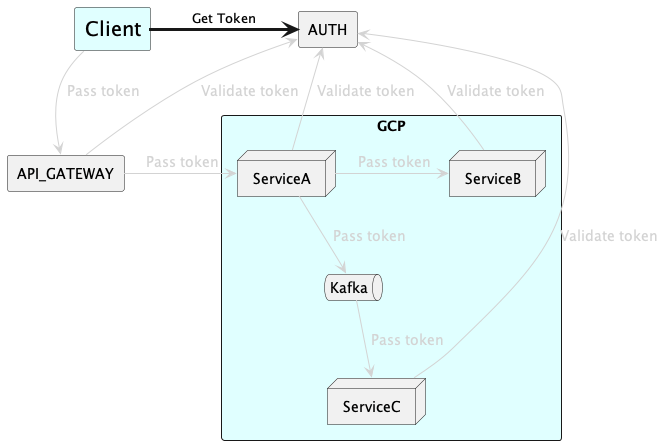 Client
Get Token
AUTH
Pass token
Validate token
Validate token
Validate token
GCP
API_GATEWAY
Pass token
ServiceA
Pass token
ServiceB
Pass token
Validate token
Kafka
Pass token
ServiceC